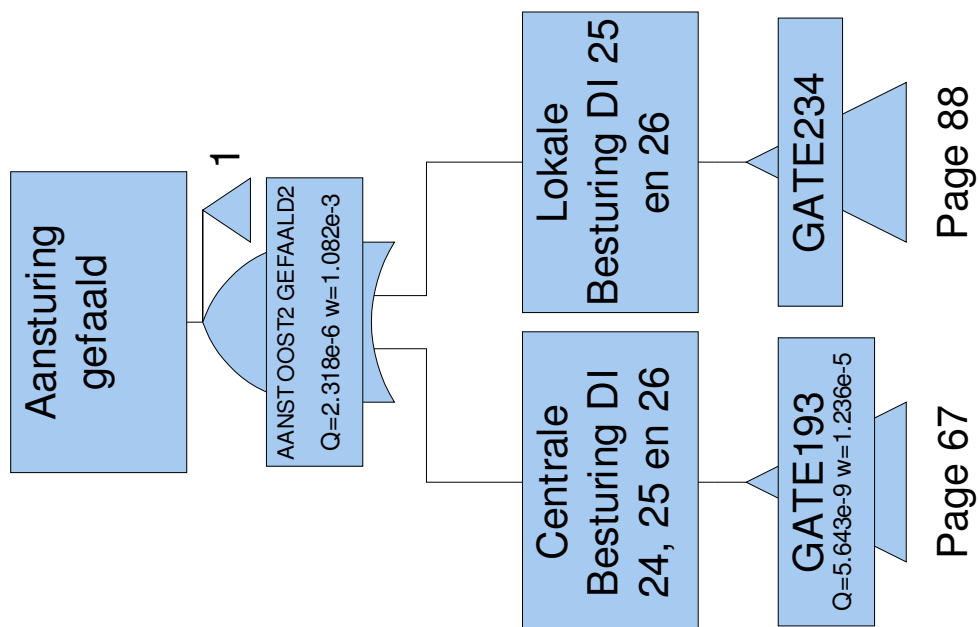 Aansturing
gefaald
1
AANSTOOST2 GEFAALD2
Q=2.318e-6 w=1.082e-3
Centrale
Besturing DI
24, 25 en 26
GATE193
Q=5.643e-9 w=1.236e-5
Page 67
Lokale
Besturing DI 25
en 26
GATE234
Page 88